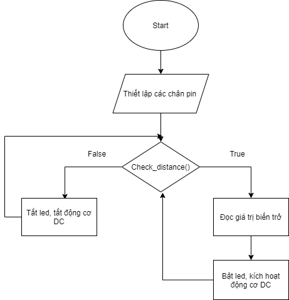 Start
Thiết lập các chân pin
False
True
Check_distance()
Tắt led, tắt động cơ
DC
Đọc giá trị biến trở
Bật led, kích hoạt
động cơ DC